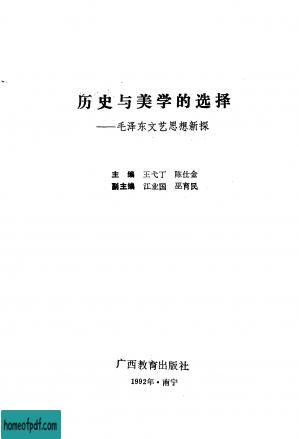 历史与美学的选择
——毛泽东文艺思想新探
主 编 王弋丁 陈仕金
副主编 江业国 巫育民
广西教育出版社
1992年·南宁
homeofpdf.com